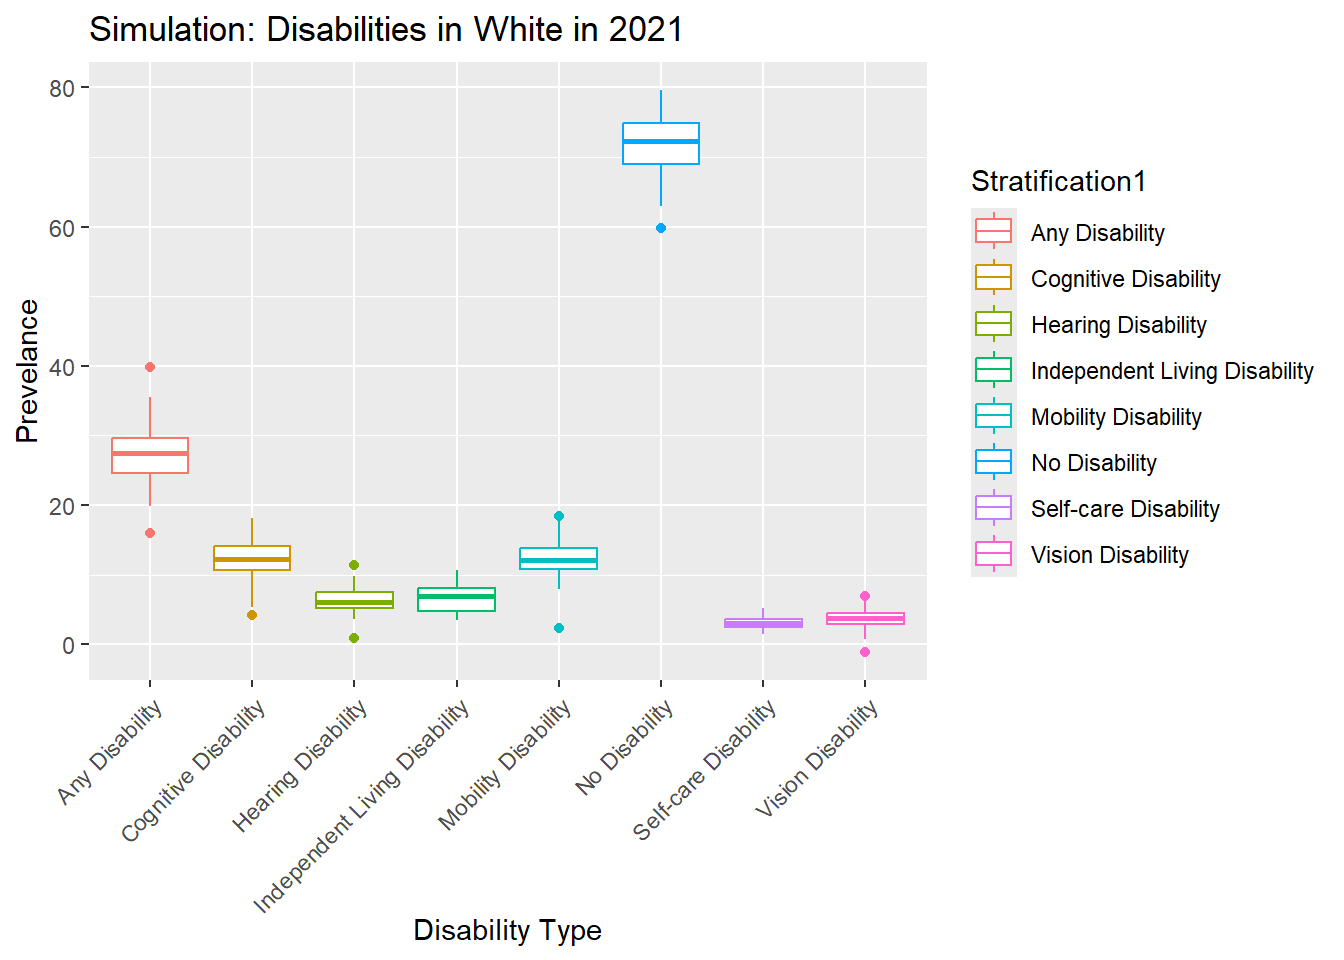 Simulation: Disabilities in White in 2021
Prevelance
80
60
40
20
0
Any Disability
Cognitive Disability
Hearing Disability
Independent Living Disability
Mobility Disability
No Disability
Self-care Disability
Vision Disability
Disability Type
Stratification1
Any Disability
Cognitive Disability
Hearing Disability
Independent Living Disability
Mobility Disability
No Disability
Self-care Disability
Vision Disability